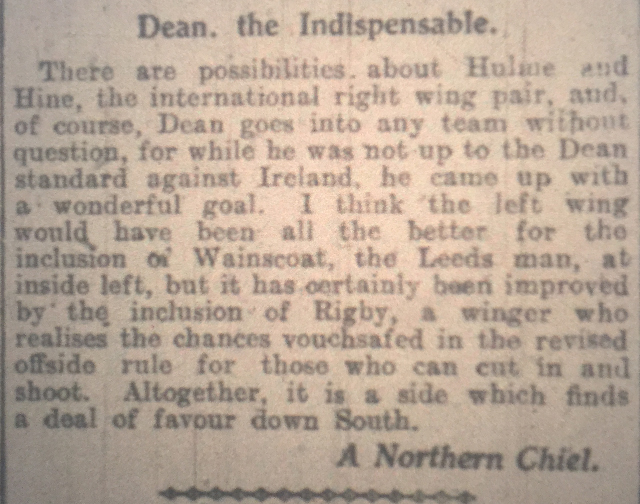 Dean. the Indispensable.
There are possibilities. about Hulme and
Hine, the international right wing pair, and,
of course, Dean goes into any team without
question, for while he was not up to the Dean
standard against Ireland, he came up with
a wonderful goal. I think the left wing
would have been all the better for the
inclusion of Wainscoat, the Leeds man, at
inside left, but it has certainly been improved
by the inclusion of Rigby, a winger who
realises the chances vouchsafed in the revised
offside rule for those who can cut in and
shoot. Altogether, it is a side which finds
a deal of favour down South.
A Northern Chiel.